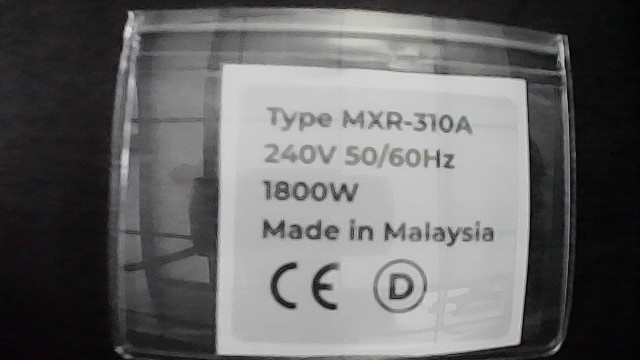 Type MXR-310A
240V 50/60Hz
1800W
Made in Malaysia
CE D